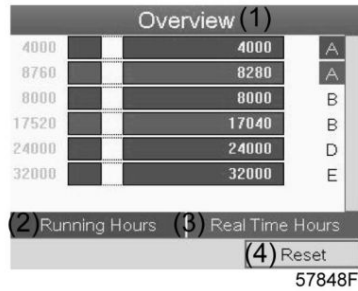 Overview (1)
4000 4000 A
8760 8280 A
8000 8000 B
17520 17040 B
24000 24000 D
32000 32000 E
(2) Running Hours (3) Real Time Hours
(4) Reset
57848F